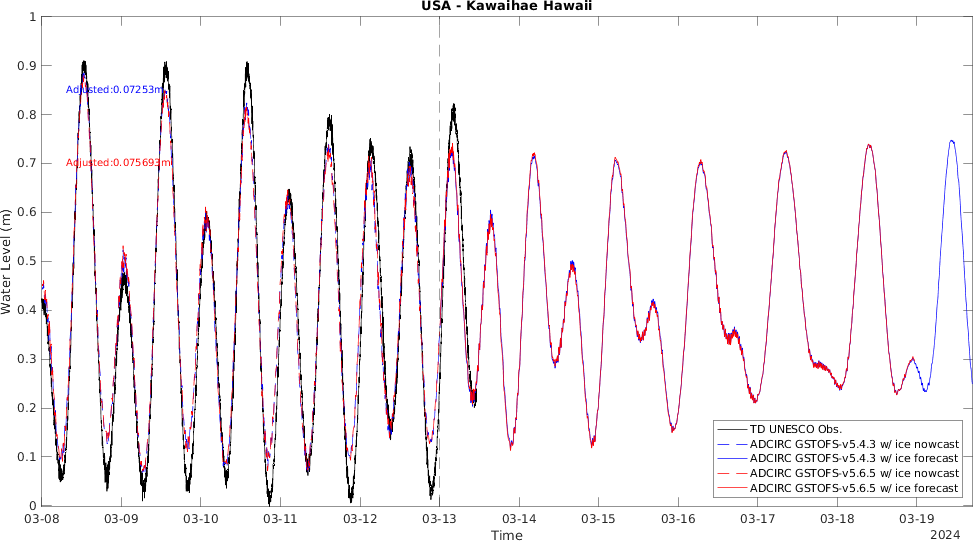 USA - Kawaihae Hawaii
1
0.9
0.8
0.7
0.6
0.5
0.4
0.3
0.2
0.1
0
Water Level (m)
Adjusted:0.07253m
Adjusted:0.075693m
TD UNESCO Obs.
ADCIRC GSTOFS-v5.4.3 w/ ice nowcast
ADCIRC GSTOFS-v5.4.3 w/ ice forecast
ADCIRC GSTOFS-v5.6.5 w/ ice nowcast
ADCIRC GSTOFS-v5.6.5 w/ ice forecast
03-08 03-09 03-10 03-11 03-12 03-13 03-14 03-15 03-16 03-17 03-18 03-19
Time
2024